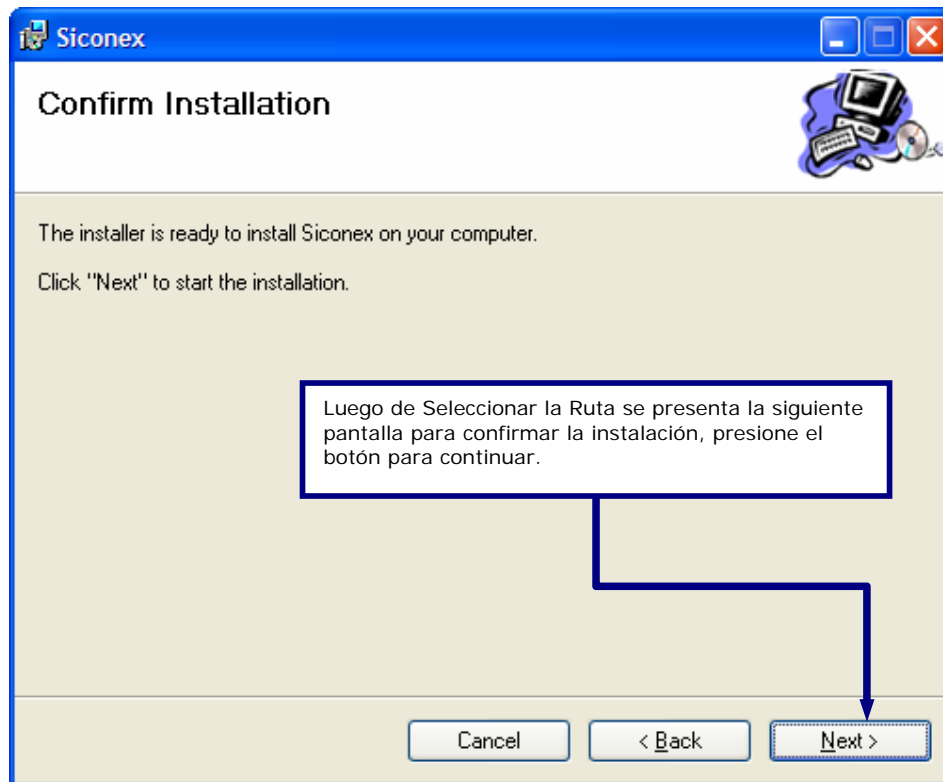 Siconex
Confirm Installation
The installer is ready to install Siconex on your computer.
Click "Next" to start the installation.
Luego de Seleccionar la Ruta se presenta la siguiente
pantalla para confirmar la instalación, presione el
botón para continuar.
Cancel
< Back
Next >